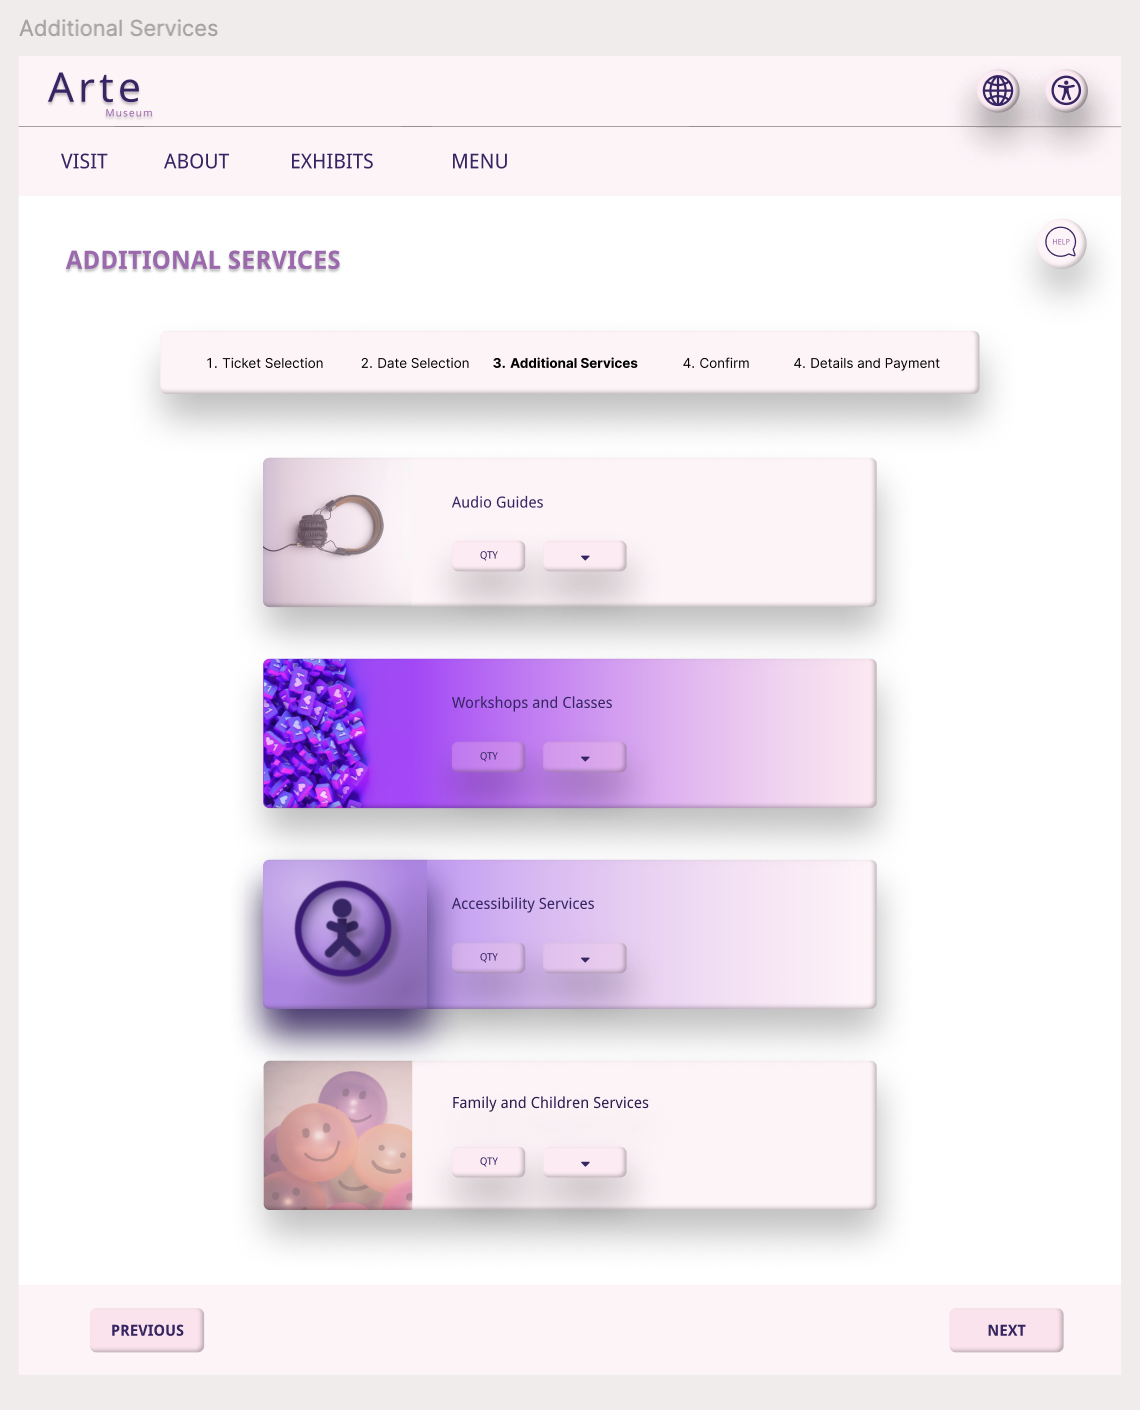 Additional Services
Arte
Museum
VISIT ABOUT EXHIBITS MENU
HELP
ADDITIONAL SERVICES
1. Ticket Selection 2. Date Selection 3. Additional Services 4. Confirm 4. Details and Payment
Audio Guides
QTY
Workshops and Classes
QTY
Accessibility Services
QTY
Family and Children Services
QTY
PREVIOUS NEXT